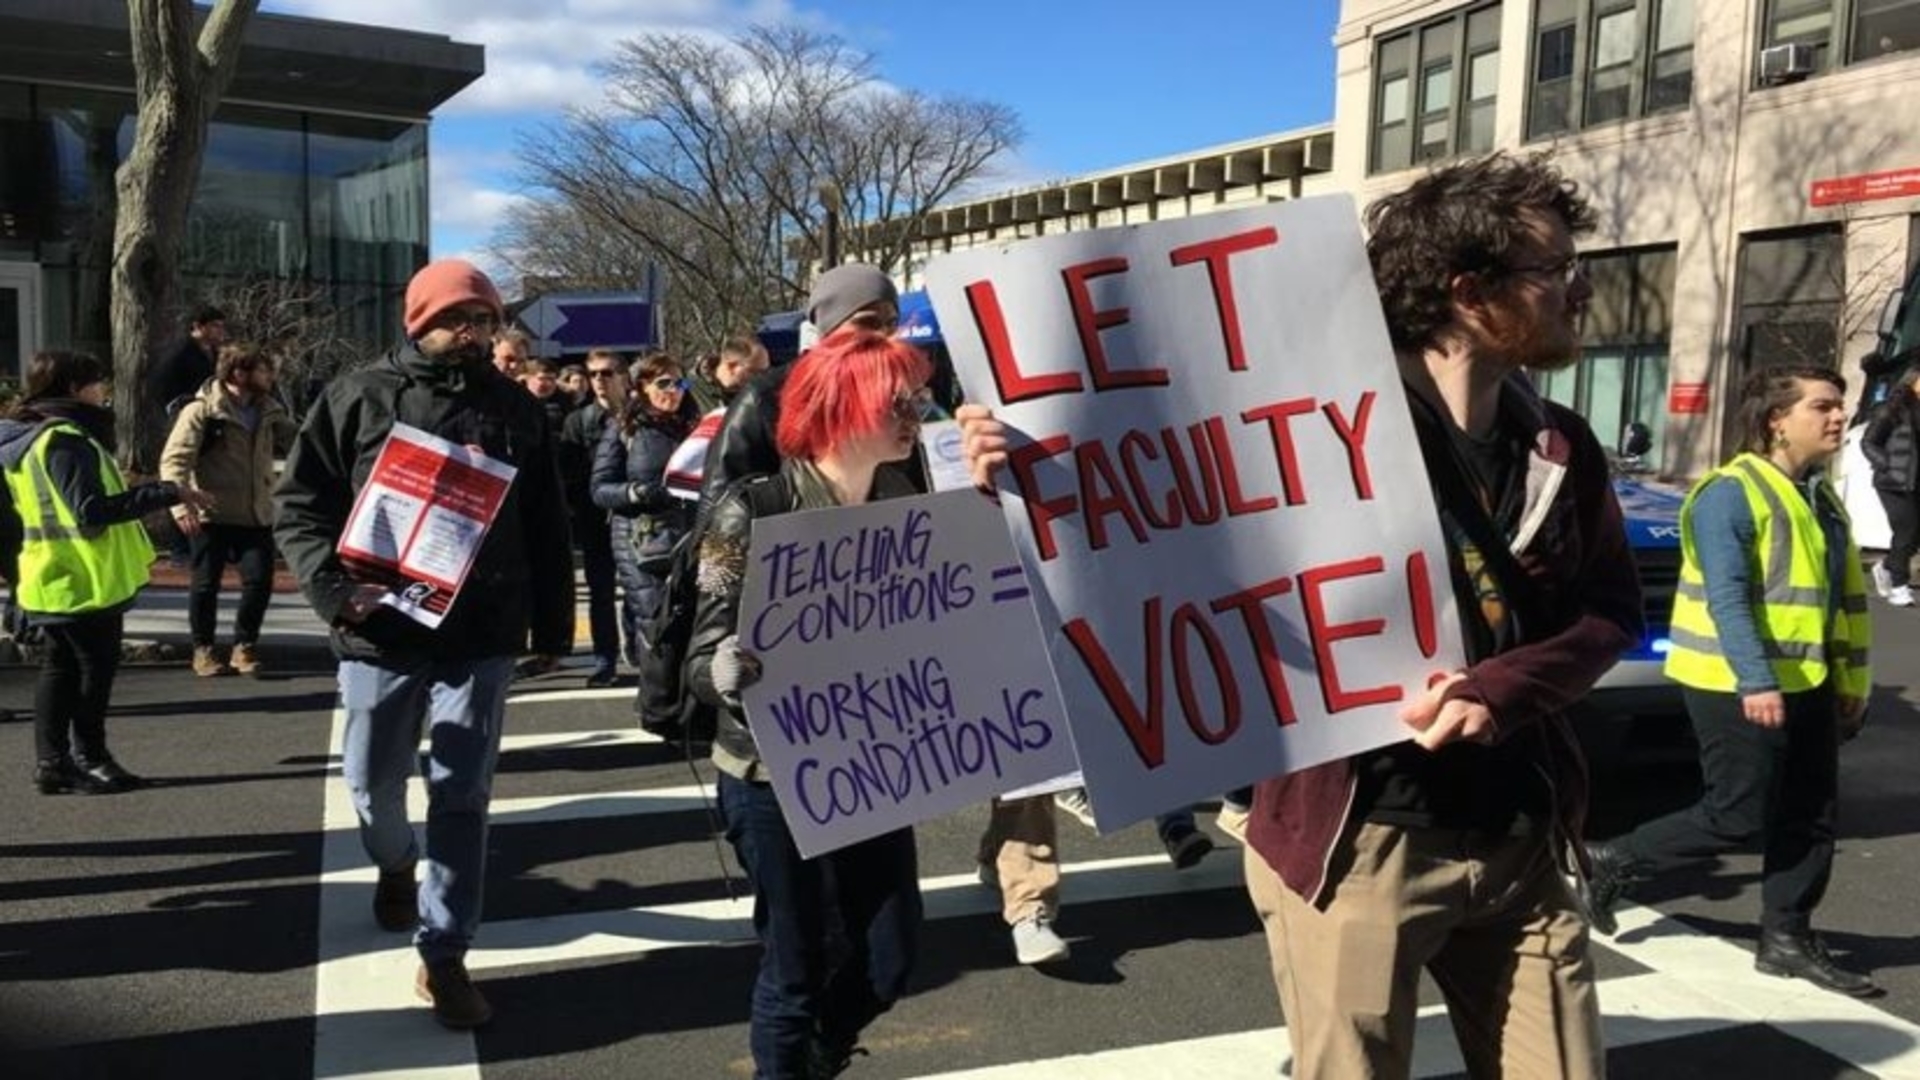 LET
FACULTY
VOTE!
TEACHING
CONDITIONS =
WORKING
CONDITIONS